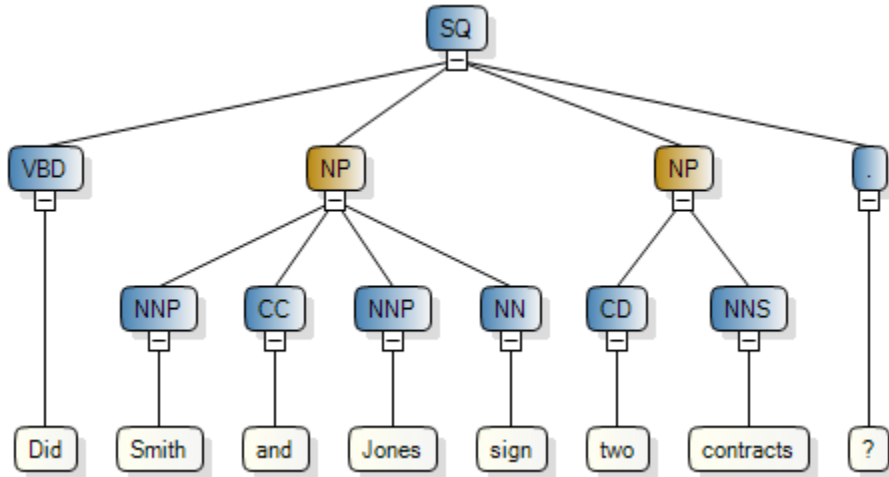 SQ
VBD NP NP .
NNP CC NNP NN CD NNS
Did Smith and Jones sign two contracts ?